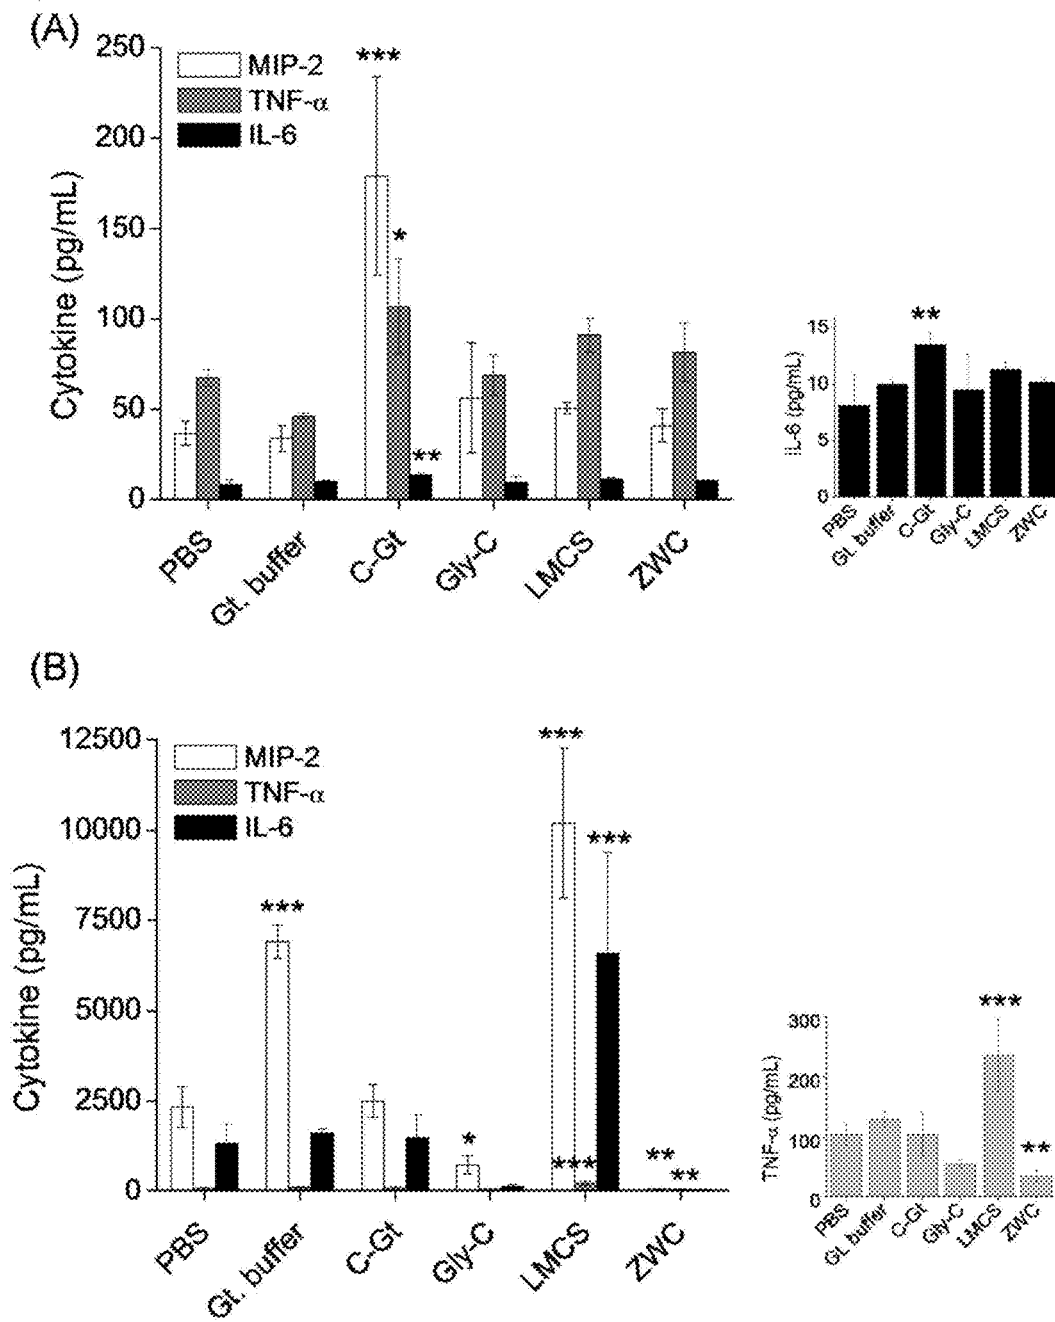 (A)
250
200
150
100
50
0
Cytokine (pg/mL)
MIP-2
TNF-α
IL-6
***
*
**
PBS
Gt. buffer
C-Gt
Gly-C
LMCS
ZWC
15
10
5
0
IL-6 (pg/mL)
**
PBS
Gt. buffer
C-Gt
Gly-C
LMCS
ZWC
(B)
12500
10000
7500
5000
2500
0
Cytokine (pg/mL)
MIP-2
TNF-α
IL-6
***
*
***
***
***
**
**
PBS
Gt. buffer
C-Gt
Gly-C
LMCS
ZWC
300
200
100
0
TNF-α (pg/mL)
***
**
PBS
Gt. buffer
C-Gt
Gly-C
LMCS
ZWC